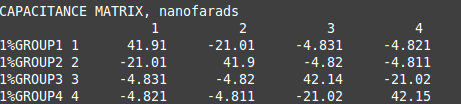 CAPACITANCE MATRIX, nanofarads
1 2 3 4
1%GROUP1 1 41.91 -21.01 -4.831 -4.821
1%GROUP2 2 -21.01 41.9 -4.82 -4.811
1%GROUP3 3 -4.831 -4.82 42.14 -21.02
1%GROUP4 4 -4.821 -4.811 -21.02 42.15